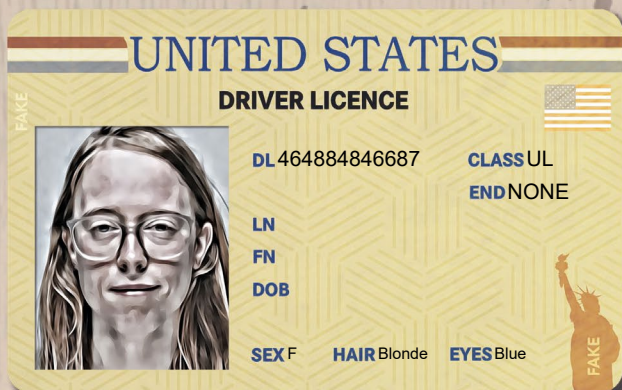 UNITED STATES
DRIVER LICENCE
FAKE
DL 464884846687 CLASS UL
END NONE
LN
FN
DOB
SEX F HAIR Blonde EYES Blue
FAKE